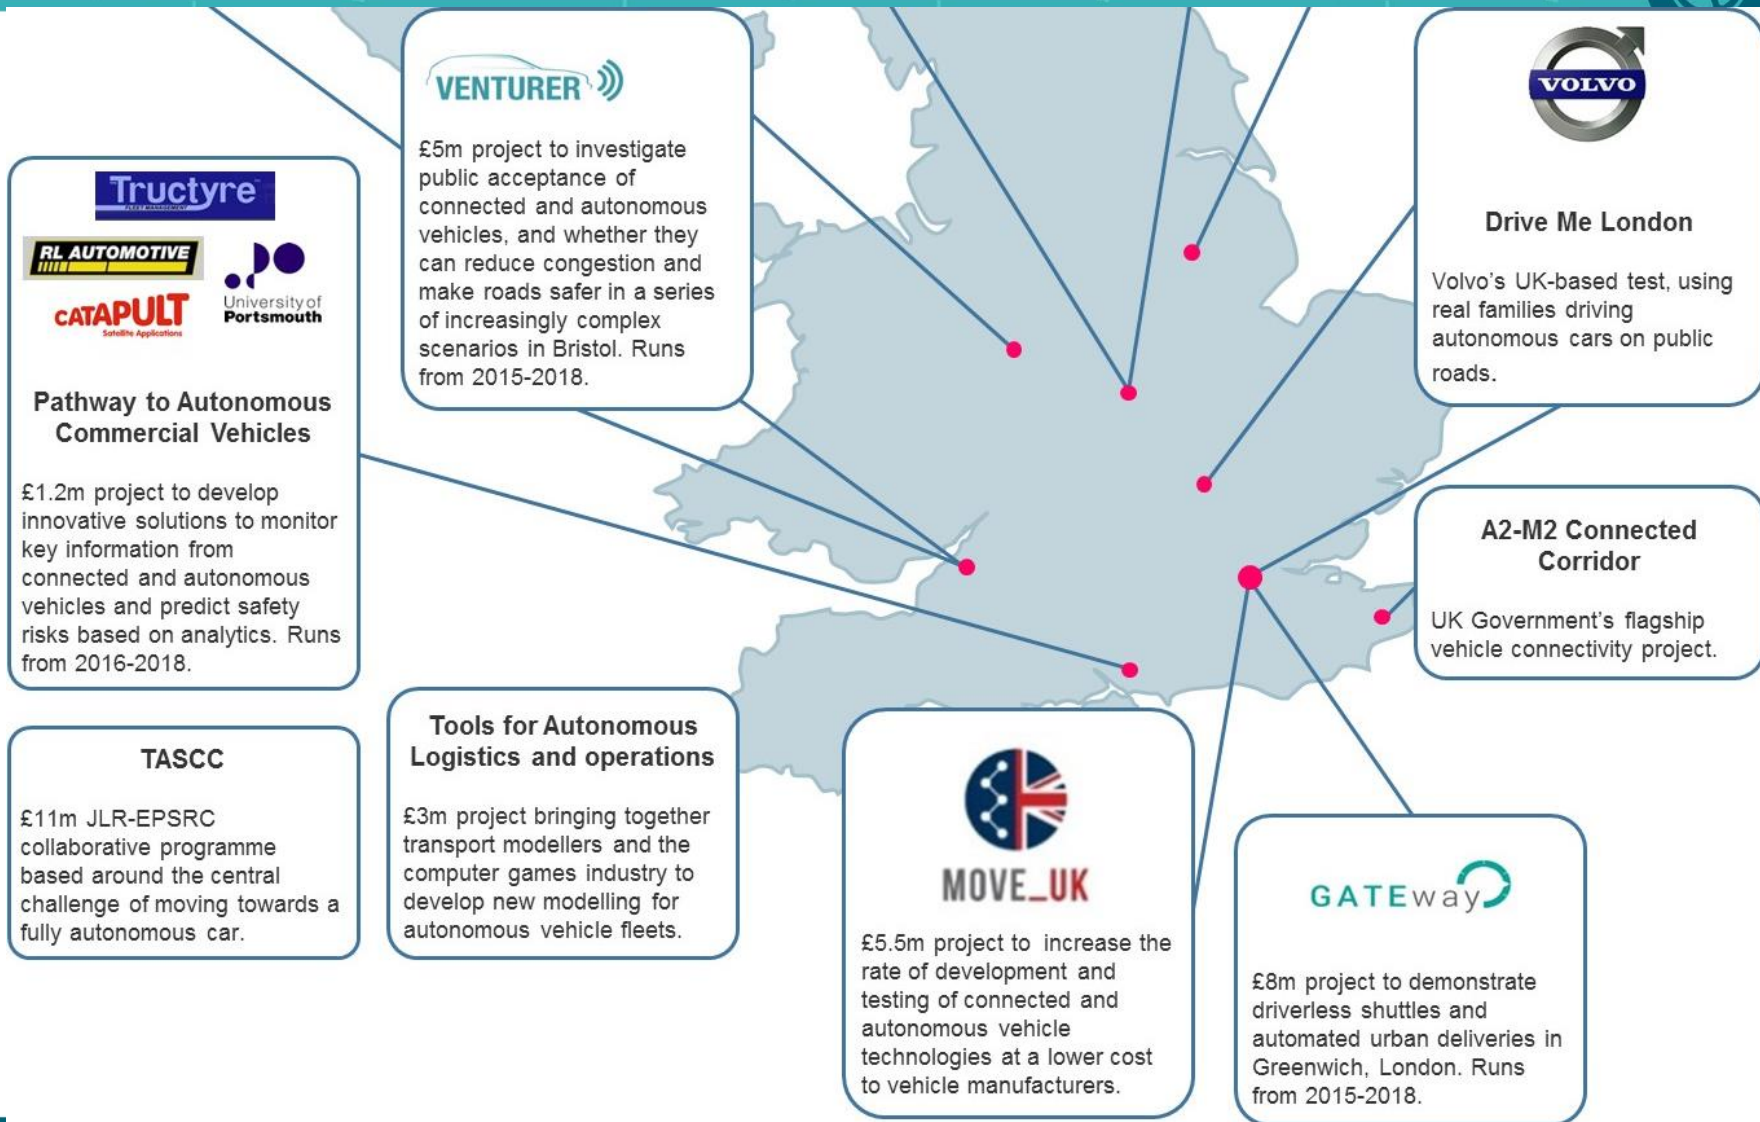 VENTURER
£5m project to investigate
public acceptance of
connected and autonomous
vehicles, and whether they
can reduce congestion and
make roads safer in a series
of increasingly complex
scenarios in Bristol. Runs
from 2015-2018.
VOLVO
Drive Me London
Volvo’s UK-based test, using
real families driving
autonomous cars on public
roads.
Tructyre
FLEET MANAGEMENT
RL AUTOMOTIVE
CATAPULT
Satellite Applications
University of
Portsmouth
Pathway to Autonomous
Commercial Vehicles
£1.2m project to develop
innovative solutions to monitor
key information from
connected and autonomous
vehicles and predict safety
risks based on analytics. Runs
from 2016-2018.
A2-M2 Connected
Corridor
UK Government’s flagship
vehicle connectivity project.
TASCC
£11m JLR-EPSRC
collaborative programme
based around the central
challenge of moving towards a
fully autonomous car.
Tools for Autonomous
Logistics and operations
£3m project bringing together
transport modellers and the
computer games industry to
develop new modelling for
autonomous vehicle fleets.
MOVE_UK
£5.5m project to increase the
rate of development and
testing of connected and
autonomous vehicle
technologies at a lower cost
to vehicle manufacturers.
GATEway
£8m project to demonstrate
driverless shuttles and
automated urban deliveries in
Greenwich, London. Runs
from 2015-2018.